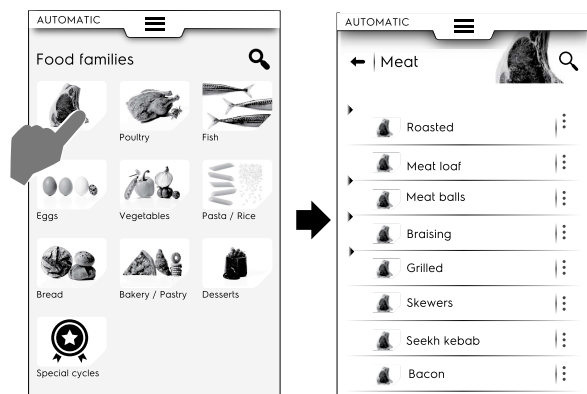 AUTOMATIC
Food families
Poultry
Fish
Eggs
Vegetables
Pasta / Rice
Bread
Bakery / Pastry
Desserts
Special cycles
AUTOMATIC
Meat
Roasted
Meat loaf
Meat balls
Braising
Grilled
Skewers
Seekh kebab
Bacon